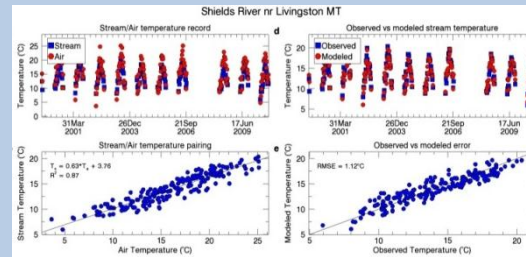 Shields River nr Livingston MT
Stream/Air temperature record
Temperature (°C)
25
20
15
10
5
0
Stream
Air
31Mar 2001
26Dec 2003
21Sep 2006
17Jun 2009
d
Observed vs modeled stream temperature
Temperature (°C)
25
20
15
10
5
Observed
Modeled
31Mar 2001
26Dec 2003
21Sep 2006
17Jun 2009
Stream/Air temperature pairing
Stream Temperature (°C)
20
15
10
5
= 0.63* + 3.76
R² = 0.87
5 10 15 20 25
Air Temperature (°C)
e
Observed vs modeled error
Modeled Temperature (°C)
20
15
10
5
RMSE = 1.12°C
5 10 15 20
Observed Temperature (°C)